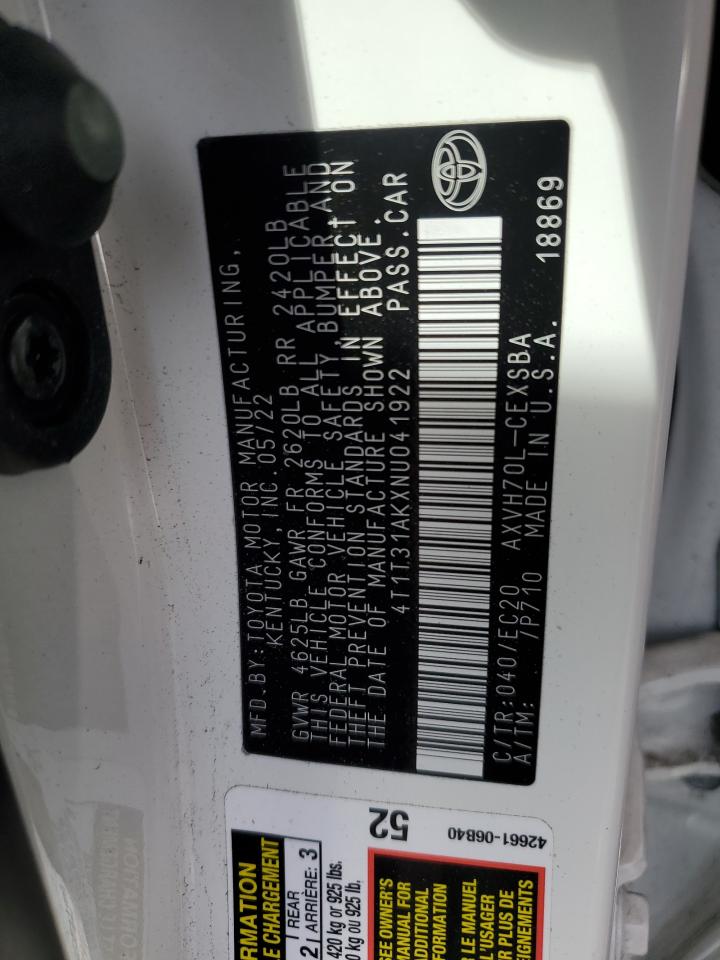 MFD.BY:TOYOTA MOTOR MANUFACTURING,
KENTUCKY,INC.05/22
GVWR 4625LB GAWR FR 2620LB RR 2420LB
THIS VEHICLE CONFORMS TO ALL APPLICABLE
FEDERAL MOTOR VEHICLE SAFETY,BUMPER AND
THEFT PREVENTION STANDARDS IN EFFECT ON
THE DATE OF MANUFACTURE SHOWN ABOVE.
4T1T31AKXNU041922 PASS.CAR
C/TR:040/EC20 AXVH70L-CEXSBA 18869
A/TM: /P710 MADE IN U.S.A.
E CHARGEMENT
2 REAR
ARRIÈRE: 3
420 kg or 925 lbs.
kg ou 925 lb.
52
42661-06B40
SEE OWNER'S
MANUAL FOR
ADDITIONAL
LE MANUEL
L'USAGER
PLUS DE